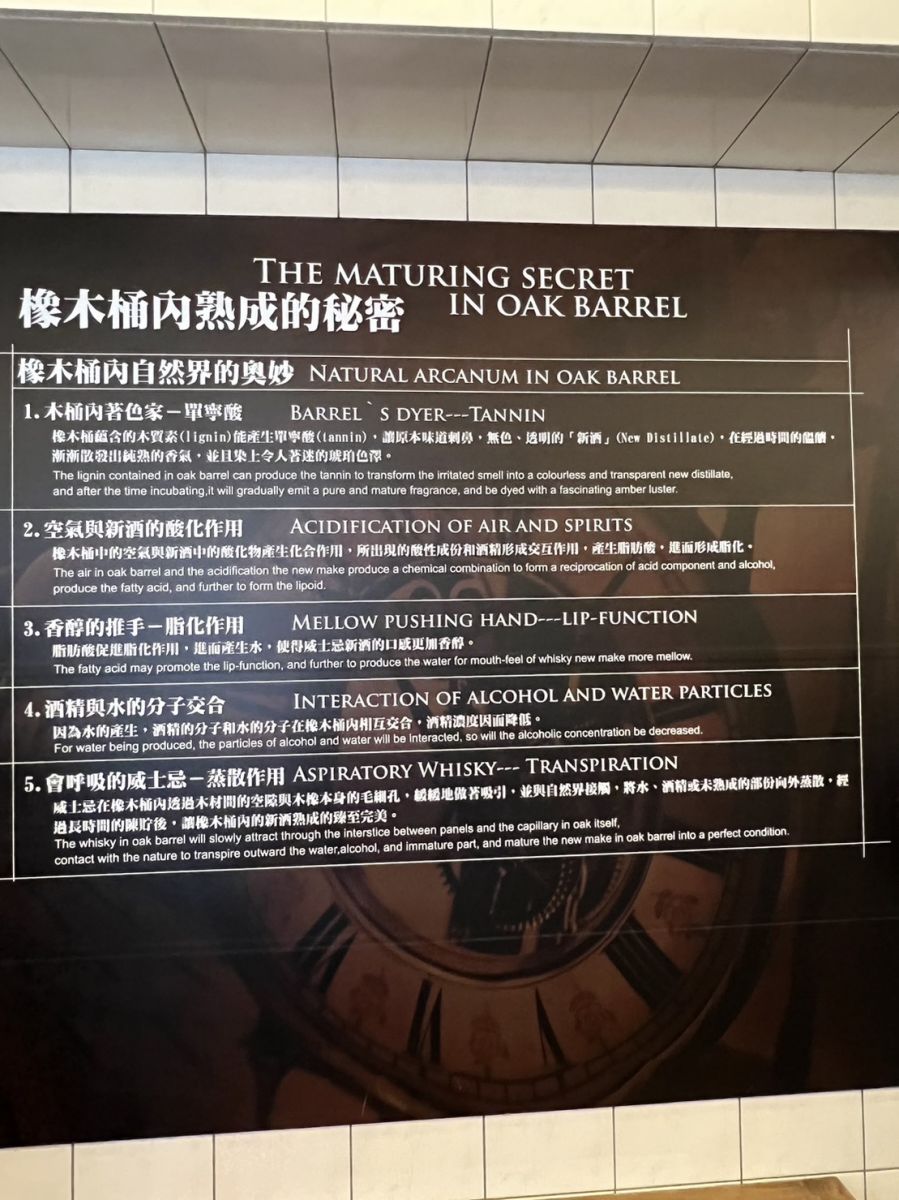 THE MATURING SECRET
橡木桶內熟成的秘密 IN OAK BARREL
橡木桶內自然界的奧妙 NATURAL ARCANUM IN OAK BARREL
1.木桶內著色家－單寧酸 BARREL`S DYER---TANNIN
橡木桶蘊含的木質素(lignin)能產生單寧酸(tannin)，讓原本味道刺鼻，無色、透明的「新酒」(New Distillate)，在經過時間的醞釀，
漸漸散發出純熟的香氣，並且染上令人著迷的琥珀色澤。
The lignin contained in oak barrel can produce the tannin to transform the irritated smell into a colourless and transparent new distillate,
and after the time incubating,it will gradually emit a pure and mature fragrance, and be dyed with a fascinating amber luster.
2.空氣與新酒的酸化作用 ACIDIFICATION OF AIR AND SPIRITS
橡木桶中的空氣與新酒中的酸化物產生化合作用，所出現的酸性成份和酒精形成交互作用，產生脂肪酸，進而形成脂化。
The air in oak barrel and the acidification the new make produce a chemical combination to form a reciprocation of acid component and alcohol,
produce the fatty acid, and further to form the lipoid.
3.香醇的推手－脂化作用 MELLOW PUSHING HAND---LIP-FUNCTION
脂肪酸促進脂化作用，進而產生水，使得威士忌新酒的口感更加香醇。
The fatty acid may promote the lip-function, and further to produce the water for mouth-feel of whisky new make more mellow.
4.酒精與水的分子交合 INTERACTION OF ALCOHOL AND WATER PARTICLES
因為水的產生，酒精的分子和水的分子在橡木桶內相互交合，酒精濃度因而降低。
For water being produced, the particles of alcohol and water will be Interacted, so will the alcoholic concentration be decreased.
5.會呼吸的威士忌－蒸散作用 ASPIRATORY WHISKY--- TRANSPIRATION
威士忌在橡木桶內透過木材間的空隙與木橡本身的毛細孔，緩緩地做著吸引，並與自然界接觸，將水、酒精或未熟成的部份向外蒸散，經
過長時間的陳貯後，讓橡木桶內的新酒熟成的臻至完美。
The whisky in oak barrel will slowly attract through the interstice between panels and the capillary in oak itself,
contact with the nature to transpire outward the water,alcohol, and immature part, and mature the new make in oak barrel into a perfect condition.